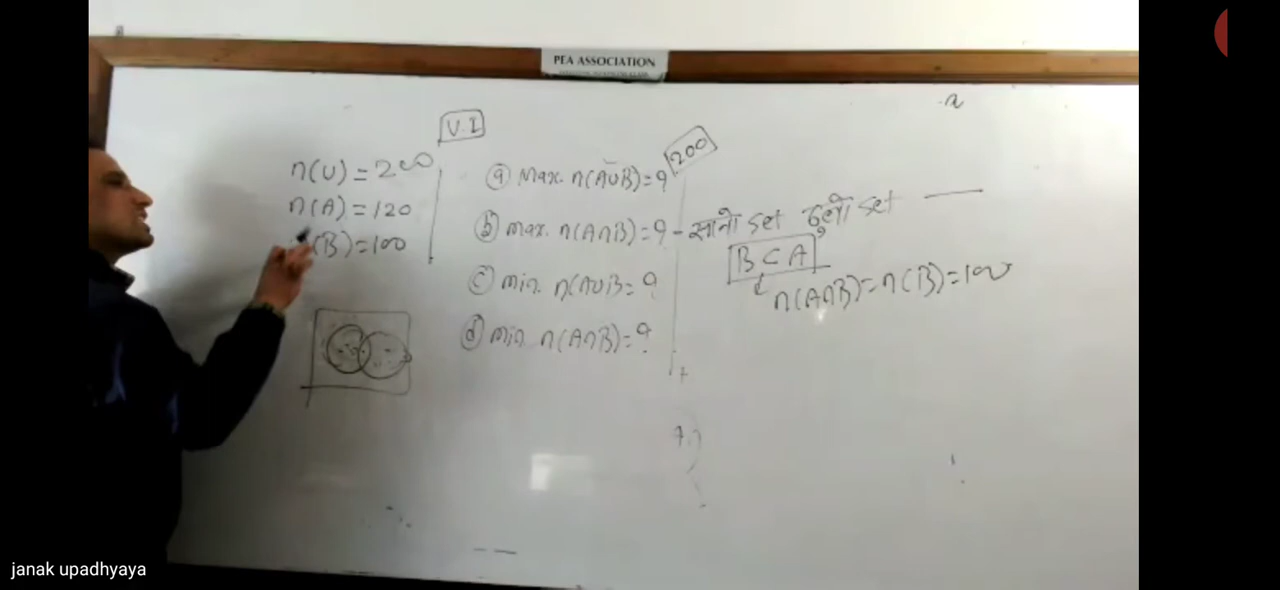 PEA ASSOCIATION
V.I
n(U) = 200
n(A) = 120
(B) = 100
ⓐ Max. n(A∪B) = ?
200
ⓑ max. n(A∩B) = ? - सानो set ठुलो set
B ⊂ A
n(A∩B) = n(B) = 100
ⓒ min. n(A∪B = ?
ⓓ min n(A∩B) = ?
janak upadhyaya